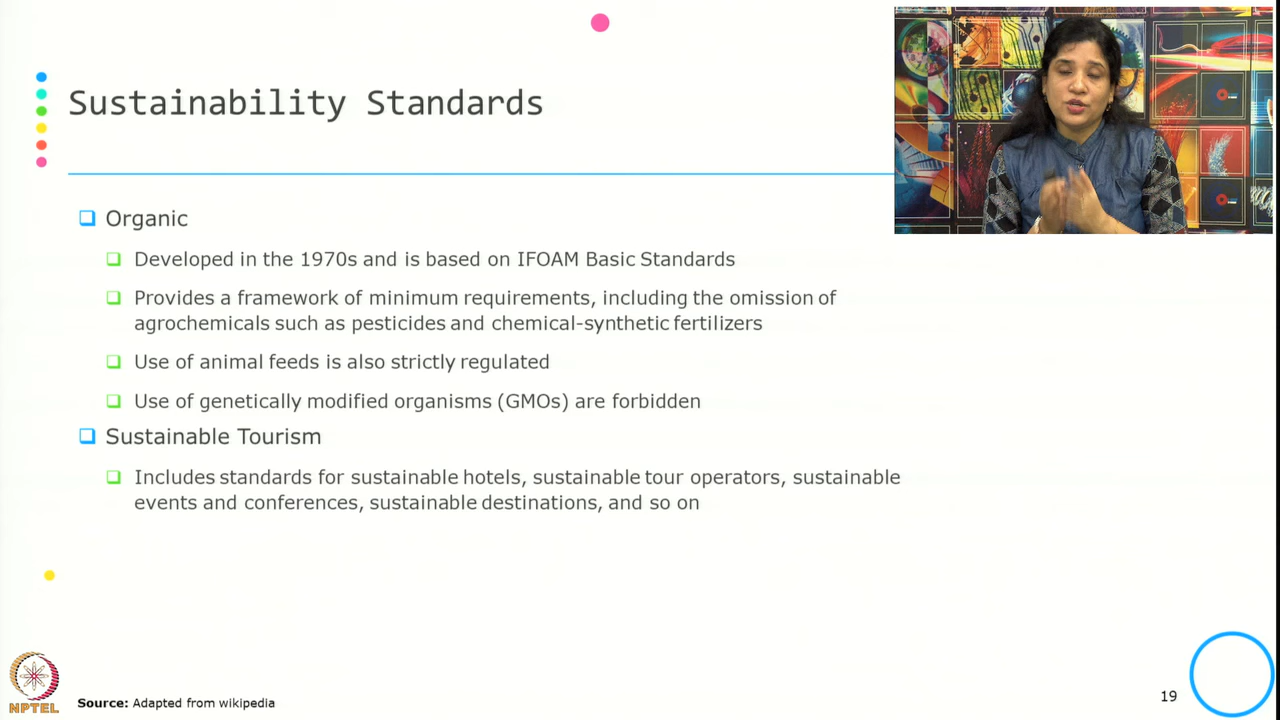 Sustainability Standards
Organic
Developed in the 1970s and is based on IFOAM Basic Standards
Provides a framework of minimum requirements, including the omission of
agrochemicals such as pesticides and chemical-synthetic fertilizers
Use of animal feeds is also strictly regulated
Use of genetically modified organisms (GMOs) are forbidden
Sustainable Tourism
Includes standards for sustainable hotels, sustainable tour operators, sustainable
events and conferences, sustainable destinations, and so on
NPTEL
Source: Adapted from wikipedia
19